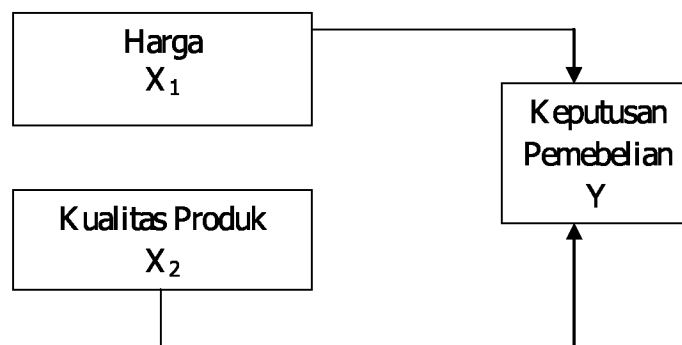 Harga
X₁
Keputusan
Pemebelian
Y
Kualitas Produk
X₂